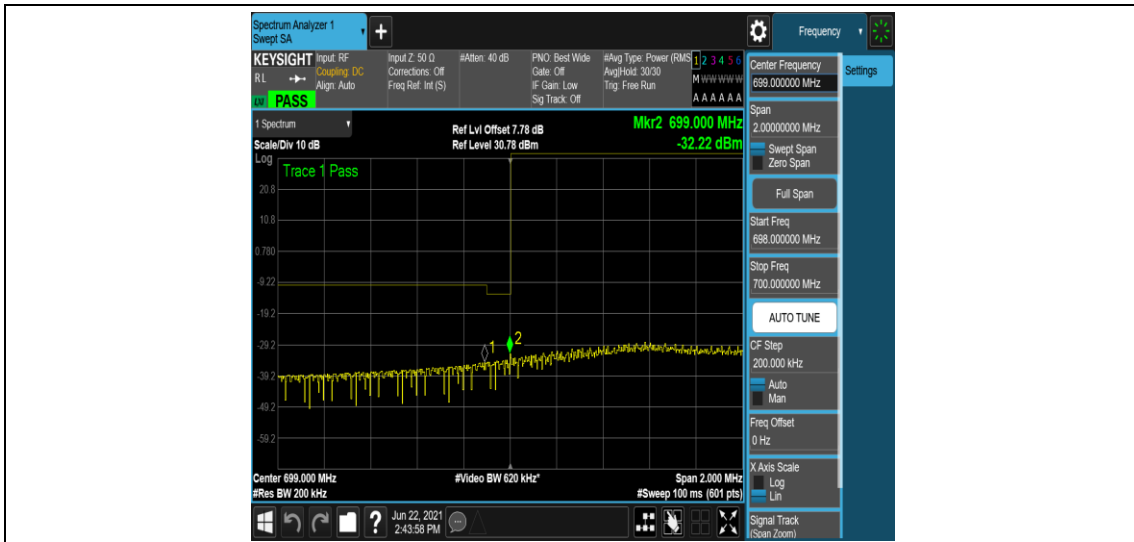 Spectrum Analyzer 1
Swept SA
+
Frequency
KEYSIGHT
RL
PASS
Input: RF
Coupling: DC
Align: Auto
Input Z: 50 Ω
Corrections: Off
Freq Ref: Int (S)
#Atten: 40 dB
PNO: Best Wide
Gate: Off
IF Gain: Low
Sig Track: Off
#Avg Type: Power (RMS
Avg|Hold: 30/30
Trig: Free Run
1 2 3 4 5 6
M W W W W W
A A A A A A
1 Spectrum
Scale/Div 10 dB
Ref Lvl Offset 7.78 dB
Ref Level 30.78 dBm
Mkr2 699.000 MHz
-32.22 dBm
Log
Trace 1 Pass
20.8
10.8
0.780
-9.22
-19.2
-29.2
-39.2
-49.2
-59.2
1
2
Center 699.000 MHz
#Res BW 200 kHz
#Video BW 620 kHz*
Span 2.000 MHz
#Sweep 100 ms (601 pts)
Jun 22, 2021
2:43:58 PM
Center Frequency
699.000000 MHz
Settings
Span
2.00000000 MHz
Swept Span
Zero Span
Full Span
Start Freq
698.000000 MHz
Stop Freq
700.000000 MHz
AUTO TUNE
CF Step
200.000 kHz
Auto
Man
Freq Offset
0 Hz
X Axis Scale
Log
Lin
Signal Track
(Span Zoom)